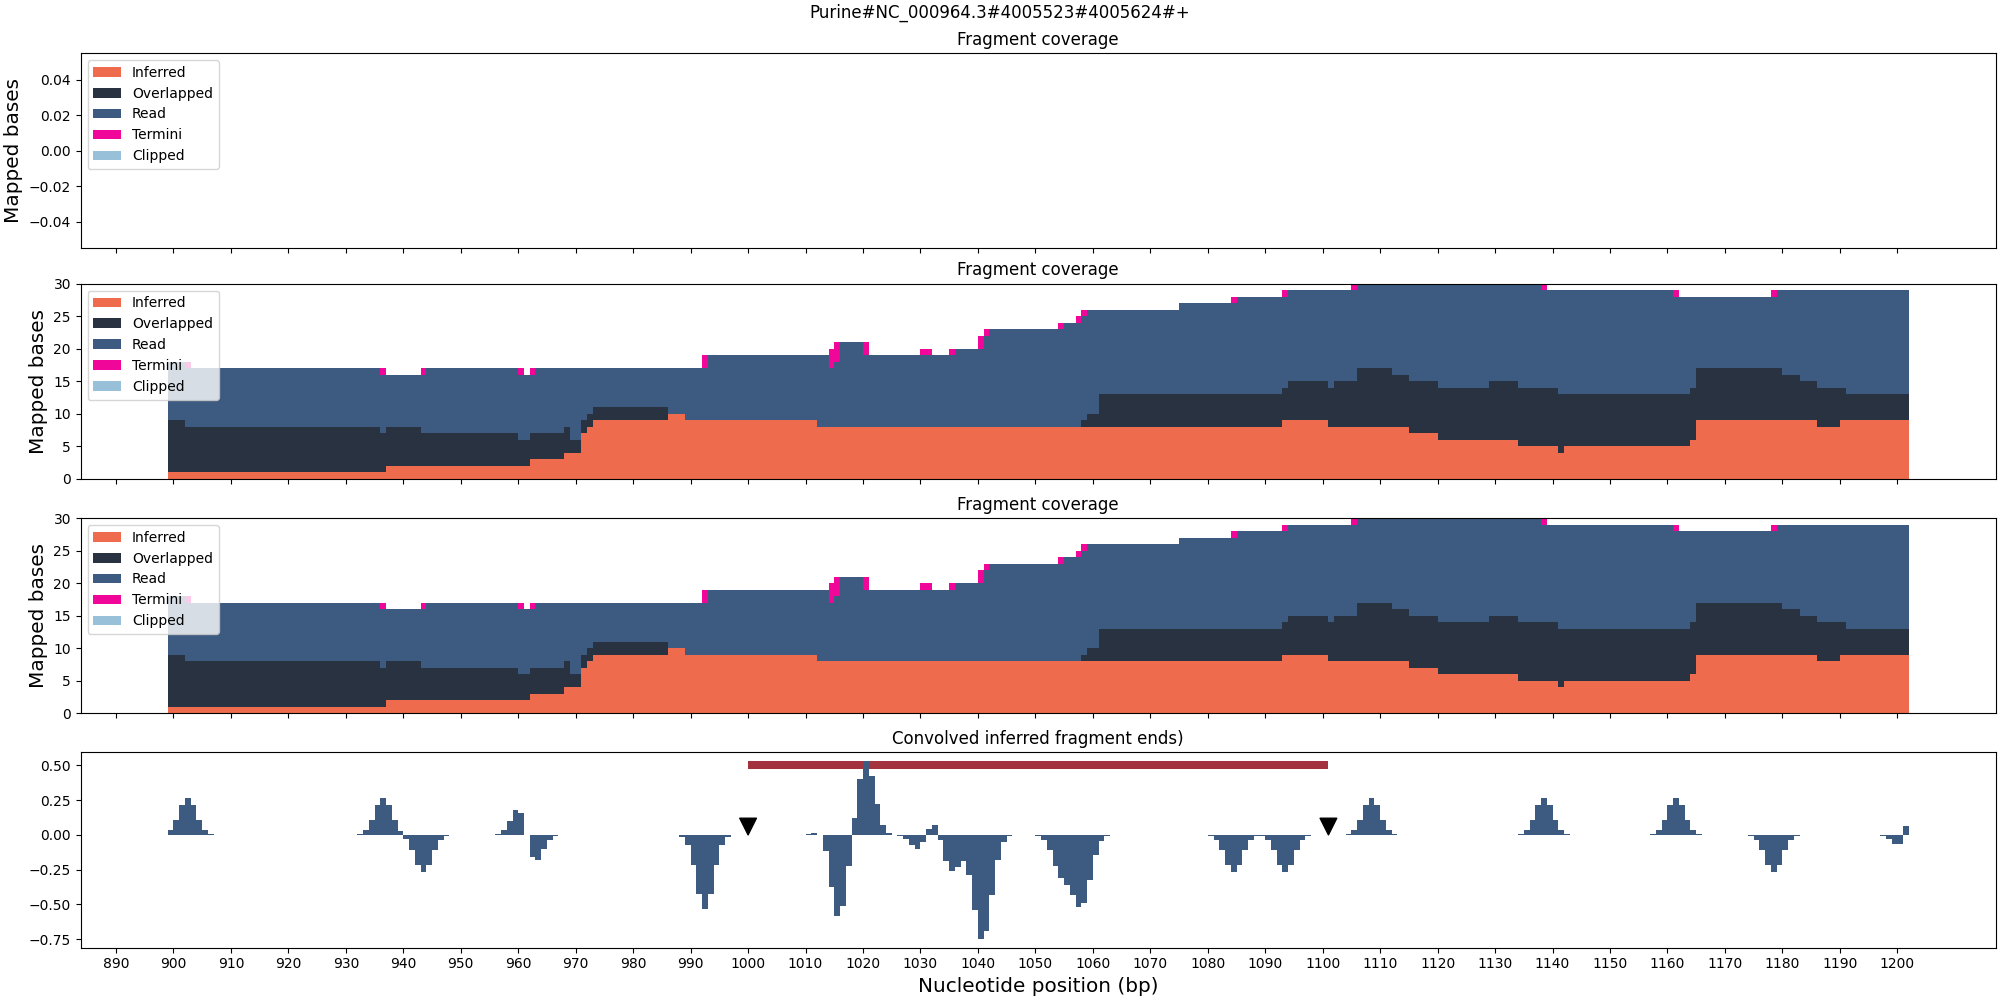 Purine#NC_000964.3#4005523#4005624#+
Fragment coverage
Mapped bases
0.04
0.02
0.00
−0.02
−0.04
Inferred
Overlapped
Read
Termini
Clipped
Fragment coverage
Mapped bases
30
25
20
15
10
5
0
Inferred
Overlapped
Read
Termini
Clipped
Fragment coverage
Mapped bases
30
25
20
15
10
5
0
Inferred
Overlapped
Read
Termini
Clipped
Convolved inferred fragment ends)
0.50
0.25
0.00
−0.25
−0.50
−0.75
890 900 910 920 930 940 950 960 970 980 990 1000 1010 1020 1030 1040 1050 1060 1070 1080 1090 1100 1110 1120 1130 1140 1150 1160 1170 1180 1190 1200
Nucleotide position (bp)